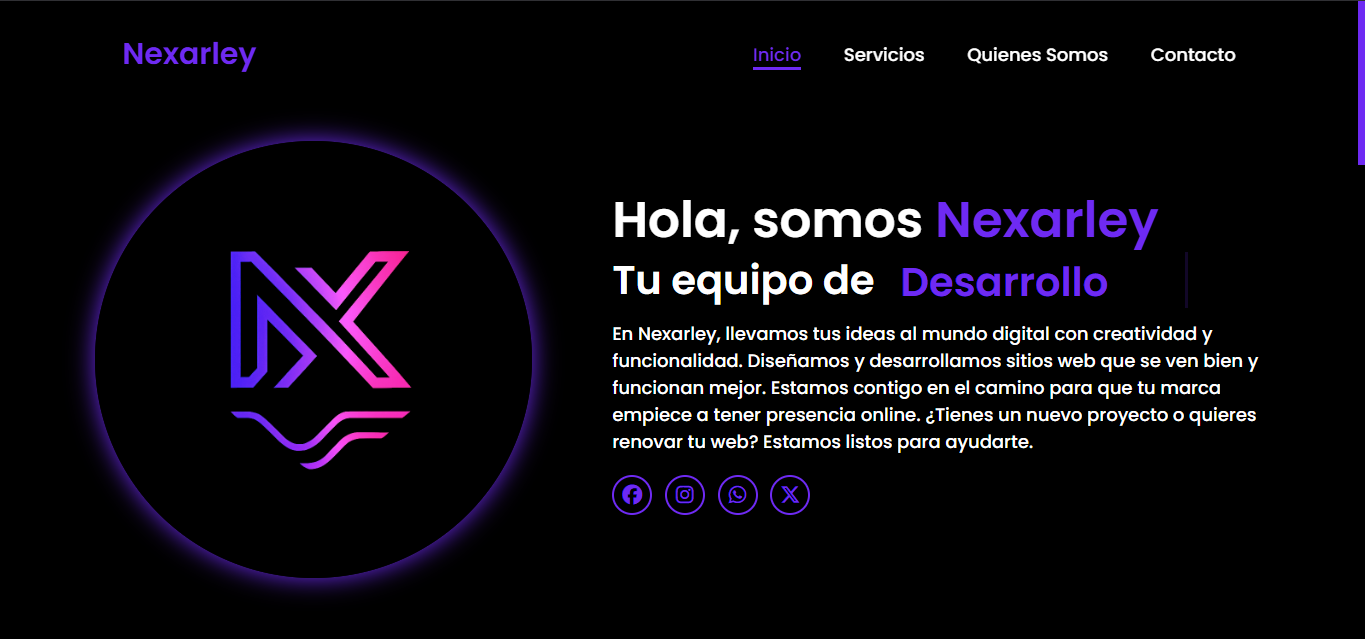 Nexarley
Inicio Servicios Quienes Somos Contacto
Hola, somos Nexarley
Tu equipo de Desarrollo
En Nexarley, llevamos tus ideas al mundo digital con creatividad y
funcionalidad. Diseñamos y desarrollamos sitios web que se ven bien y
funcionan mejor. Estamos contigo en el camino para que tu marca
empiece a tener presencia online. ¿Tienes un nuevo proyecto o quieres
renovar tu web? Estamos listos para ayudarte.